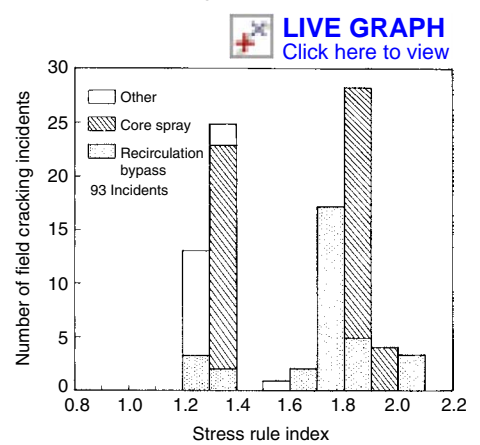 LIVE GRAPH
Click here to view
30
25
20
15
10
5
0
Number of field cracking incidents
Other
Core spray
Recirculation
bypass
93 Incidents
0.8 1.0 1.2 1.4 1.6 1.8 2.0 2.2
Stress rule index